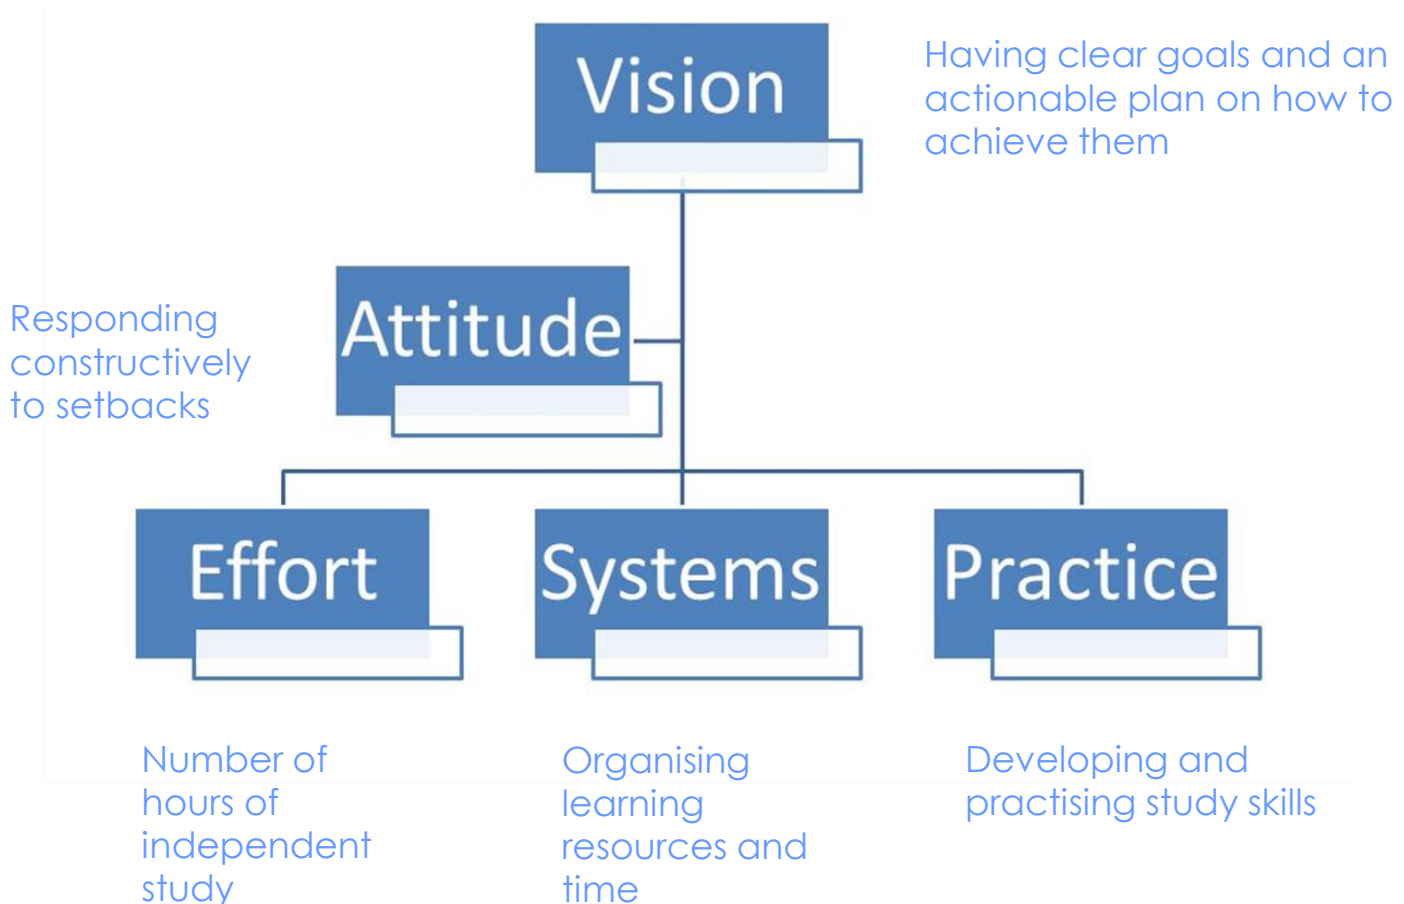 Vision
Having clear goals and an
actionable plan on how to
achieve them
Attitude
Responding
constructively
to setbacks
Effort
Systems
Practice
Number of
hours of
independent
study
Organising
learning
resources and
time
Developing and
practising study skills